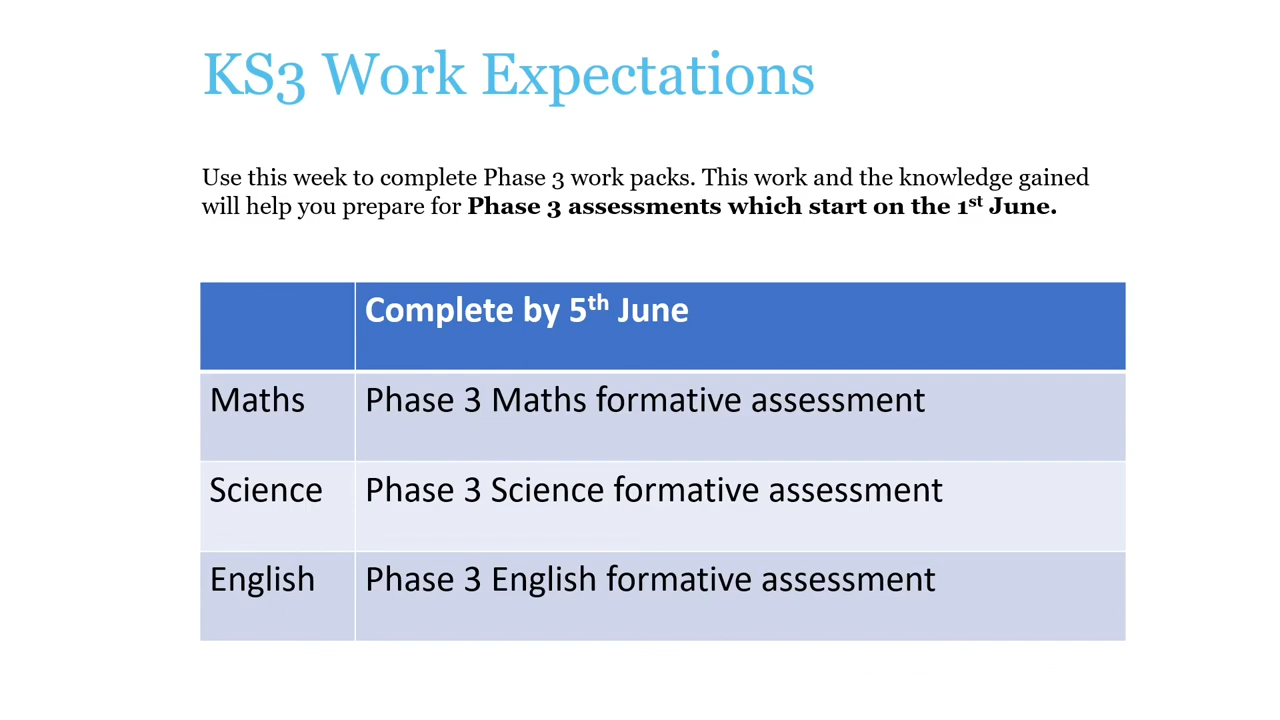 KS3 Work Expectations
Use this week to complete Phase 3 work packs. This work and the knowledge gained
will help you prepare for Phase 3 assessments which start on the 1st June.
Complete by 5th June
Maths Phase 3 Maths formative assessment
Science Phase 3 Science formative assessment
English Phase 3 English formative assessment